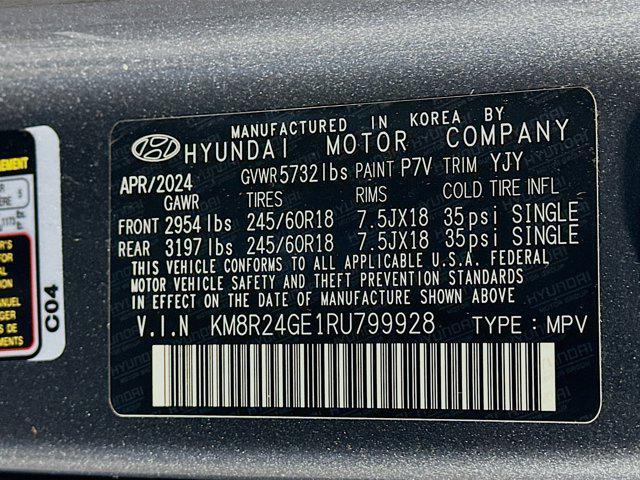 MANUFACTURED IN KOREA BY
HYUNDAI MOTOR COMPANY
APR/2024 GVWR 5732lbs PAINT P7V TRIM YJY
GAWR TIRES RIMS COLD TIRE INFL
FRONT 2954 lbs 245/60R18 7.5JX18 35psi SINGLE
REAR 3197 lbs 245/60R18 7.5JX18 35psi SINGLE
THIS VEHICLE CONFORMS TO ALL APPLICABLE U.S.A. FEDERAL
MOTOR VEHICLE SAFETY AND THEFT PREVENTION STANDARDS
IN EFFECT ON THE DATE OF MANUFACTURE SHOWN ABOVE
V.I.N KM8R24GE1RU799928 TYPE : MPV
C04